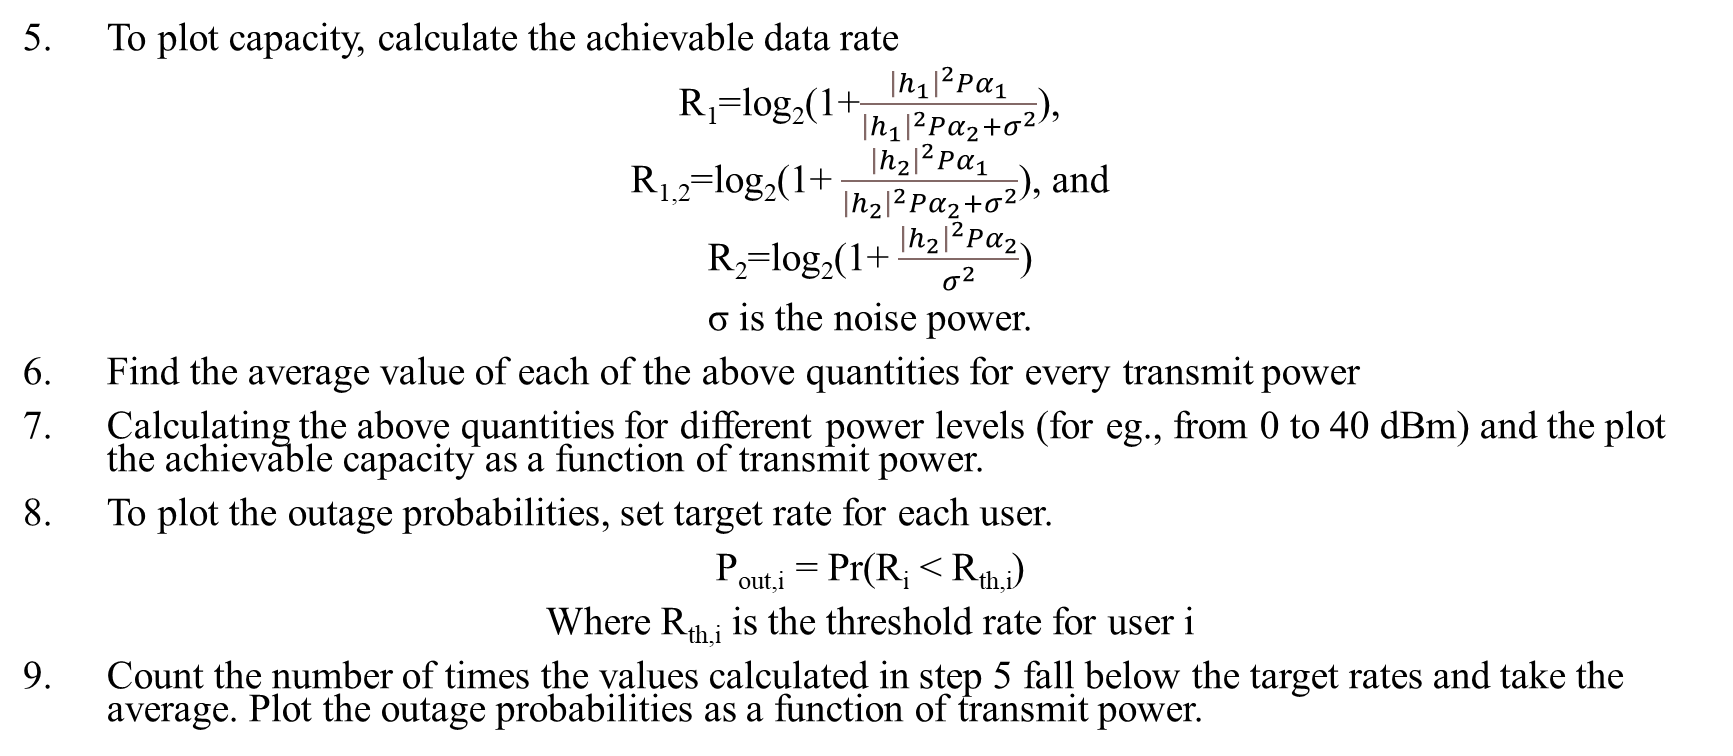 5. To plot capacity, calculate the achievable data rate
R₁=log₂(1+|h₁|²Pα₁/|h₁|²Pα₂+σ²),
R₁,₂=log₂(1+ |h₂|²Pα₁/|h₂|²Pα₂+σ²), and
R₂=log₂(1+ |h₂|²Pα₂/σ²)
σ is the noise power.
6. Find the average value of each of the above quantities for every transmit power
7. Calculating the above quantities for different power levels (for eg., from 0 to 40 dBm) and the plot
the achievable capacity as a function of transmit power.
8. To plot the outage probabilities, set target rate for each user.
P_out,i = Pr(R_i < R_th,i)
Where R_th,i is the threshold rate for user i
9. Count the number of times the values calculated in step 5 fall below the target rates and take the
average. Plot the outage probabilities as a function of transmit power.